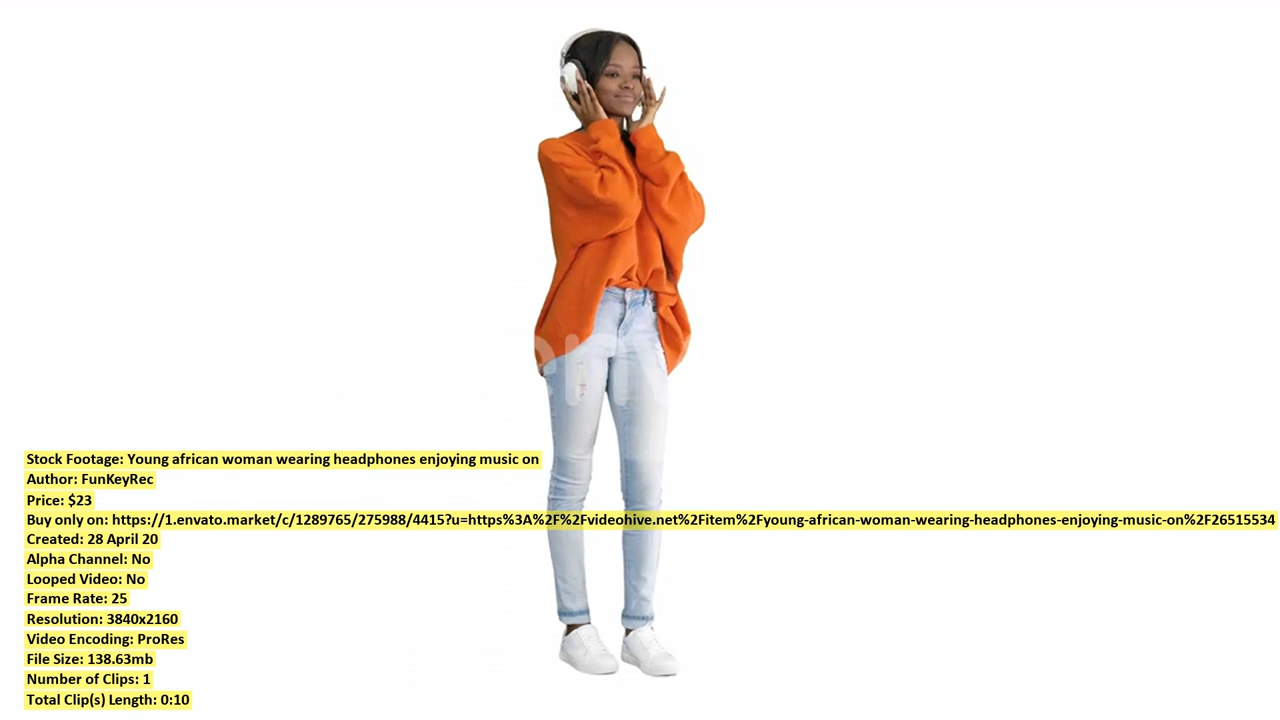 Stock Footage: Young african woman wearing headphones enjoying music on
Author: FunKeyRec
Price: $23
Buy only on: https://1.envato.market/c/1289765/275988/4415?u=https%3A%2F%2Fvideohive.net%2Fitem%2Fyoung-african-woman-wearing-headphones-enjoying-music-on%2F26515534
Created: 28 April 20
Alpha Channel: No
Looped Video: No
Frame Rate: 25
Resolution: 3840x2160
Video Encoding: ProRes
File Size: 138.63mb
Number of Clips: 1
Total Clip(s) Length: 0:10